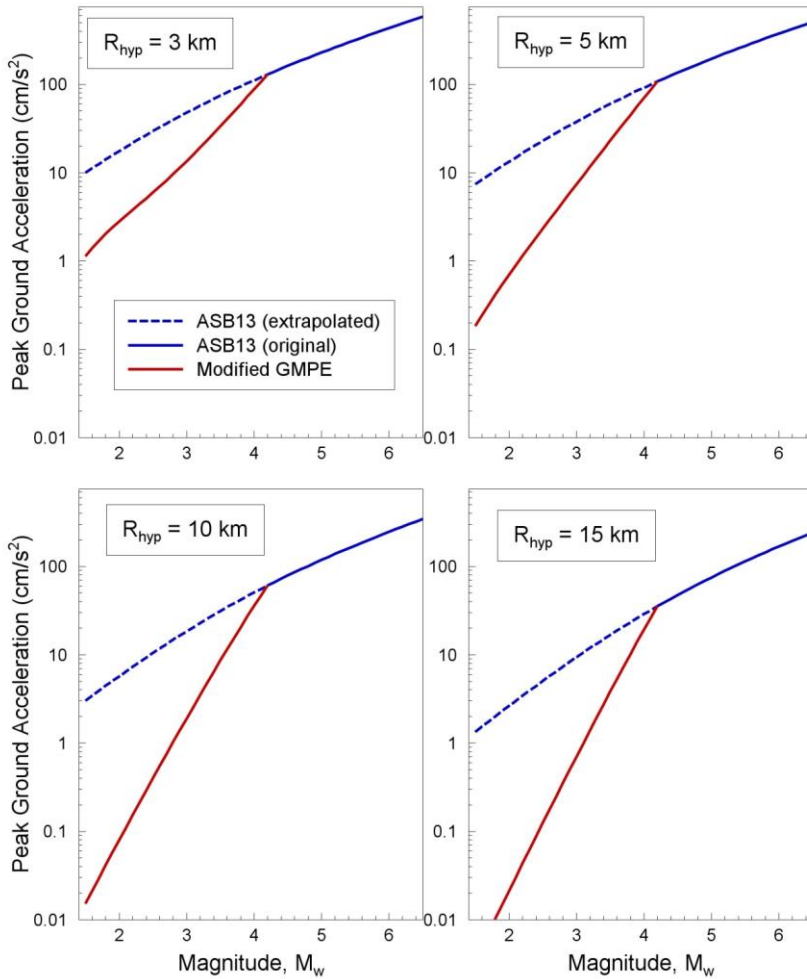 R_hyp = 3 km
R_hyp = 5 km
Peak Ground Acceleration (cm/s²)
100
10
1
0.1
0.01
ASB13 (extrapolated)
ASB13 (original)
Modified GMPE
2 3 4 5 6
100
10
1
0.1
0.01
2 3 4 5 6
R_hyp = 10 km
R_hyp = 15 km
Peak Ground Acceleration (cm/s²)
100
10
1
0.1
0.01
2 3 4 5 6
Magnitude, M_w
100
10
1
0.1
0.01
2 3 4 5 6
Magnitude, M_w